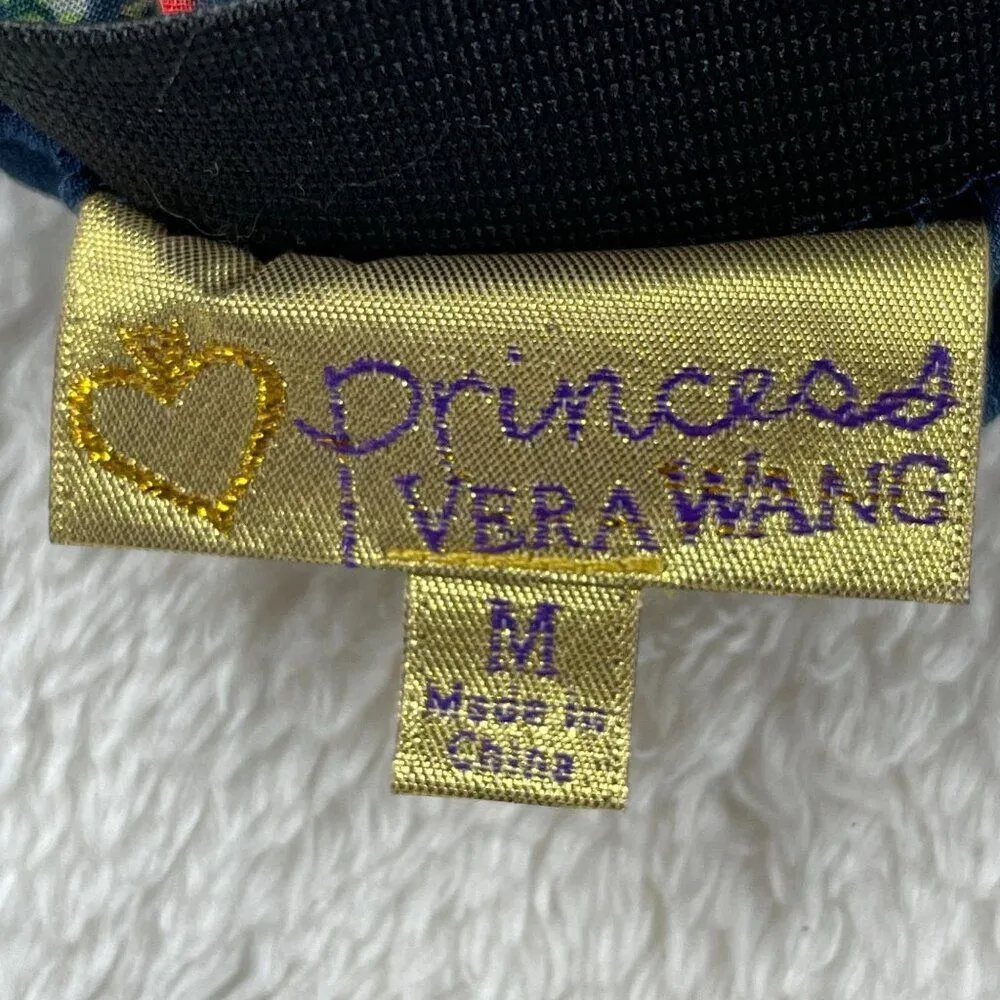 princess
VERA WANG
M
Made in
China